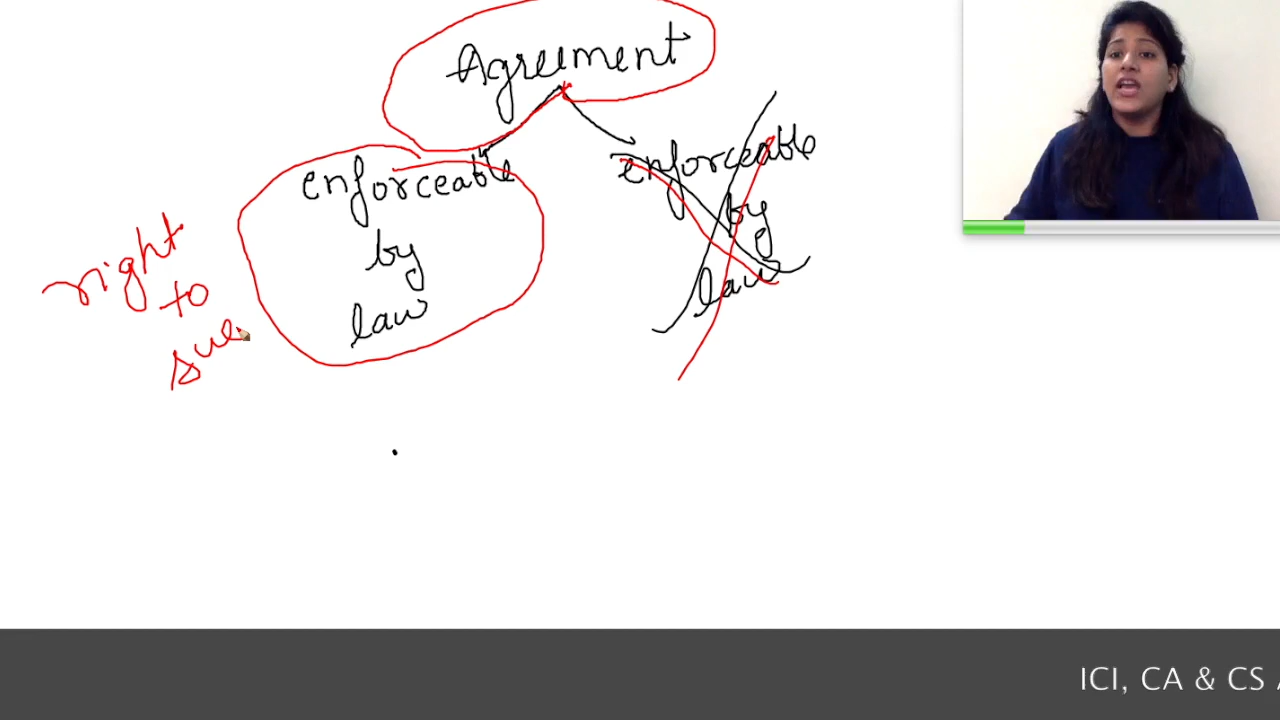 Agreement
enforceable
by
law
enforceable
by
law
right
to
sue
ICI, CA & CS